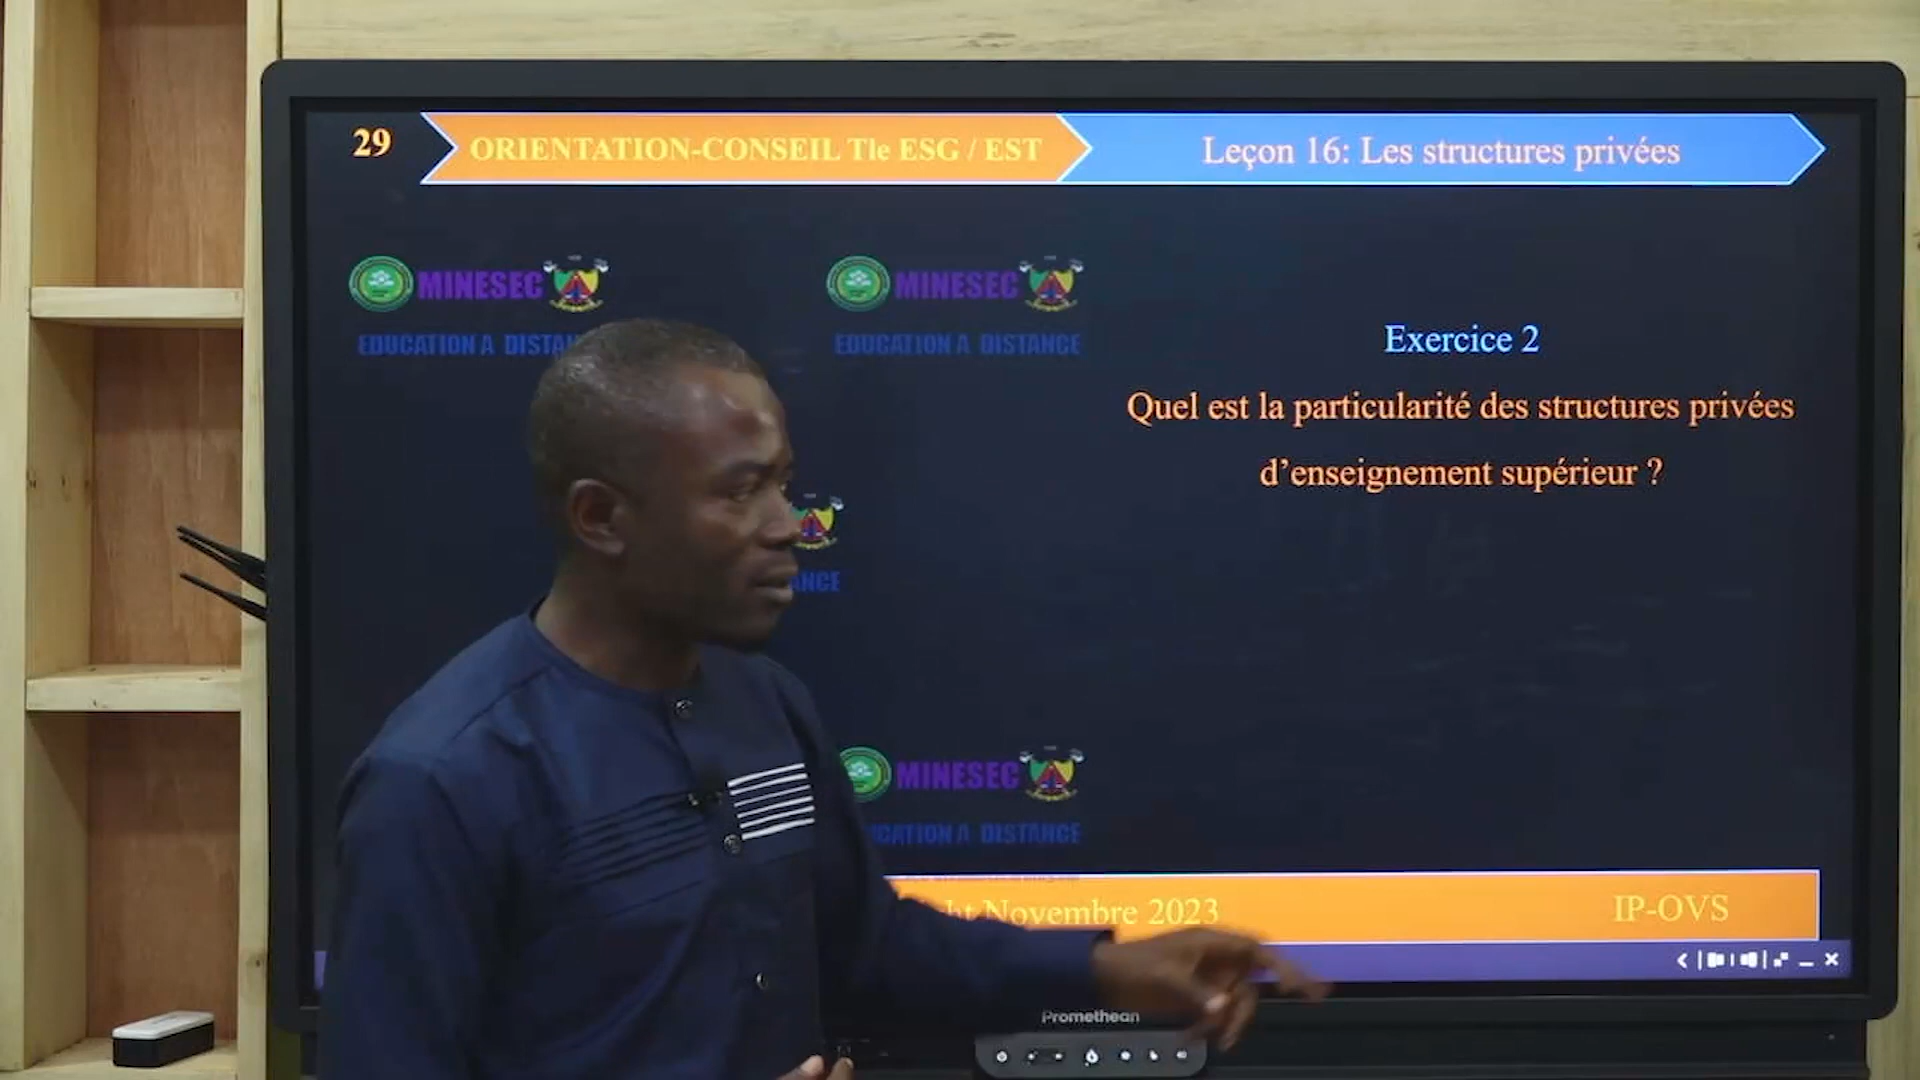 29
ORIENTATION-CONSEIL Tle ESG / EST
Leçon 16: Les structures privées
MINESEC
EDUCATION A
MINESEC
EDUCATION A DISTANCE
Exercice 2
Quel est la particularité des structures privées
d’enseignement supérieur ?
MINESEC
DISTANCE
Novembre 2023
IP-OVS
Promethean